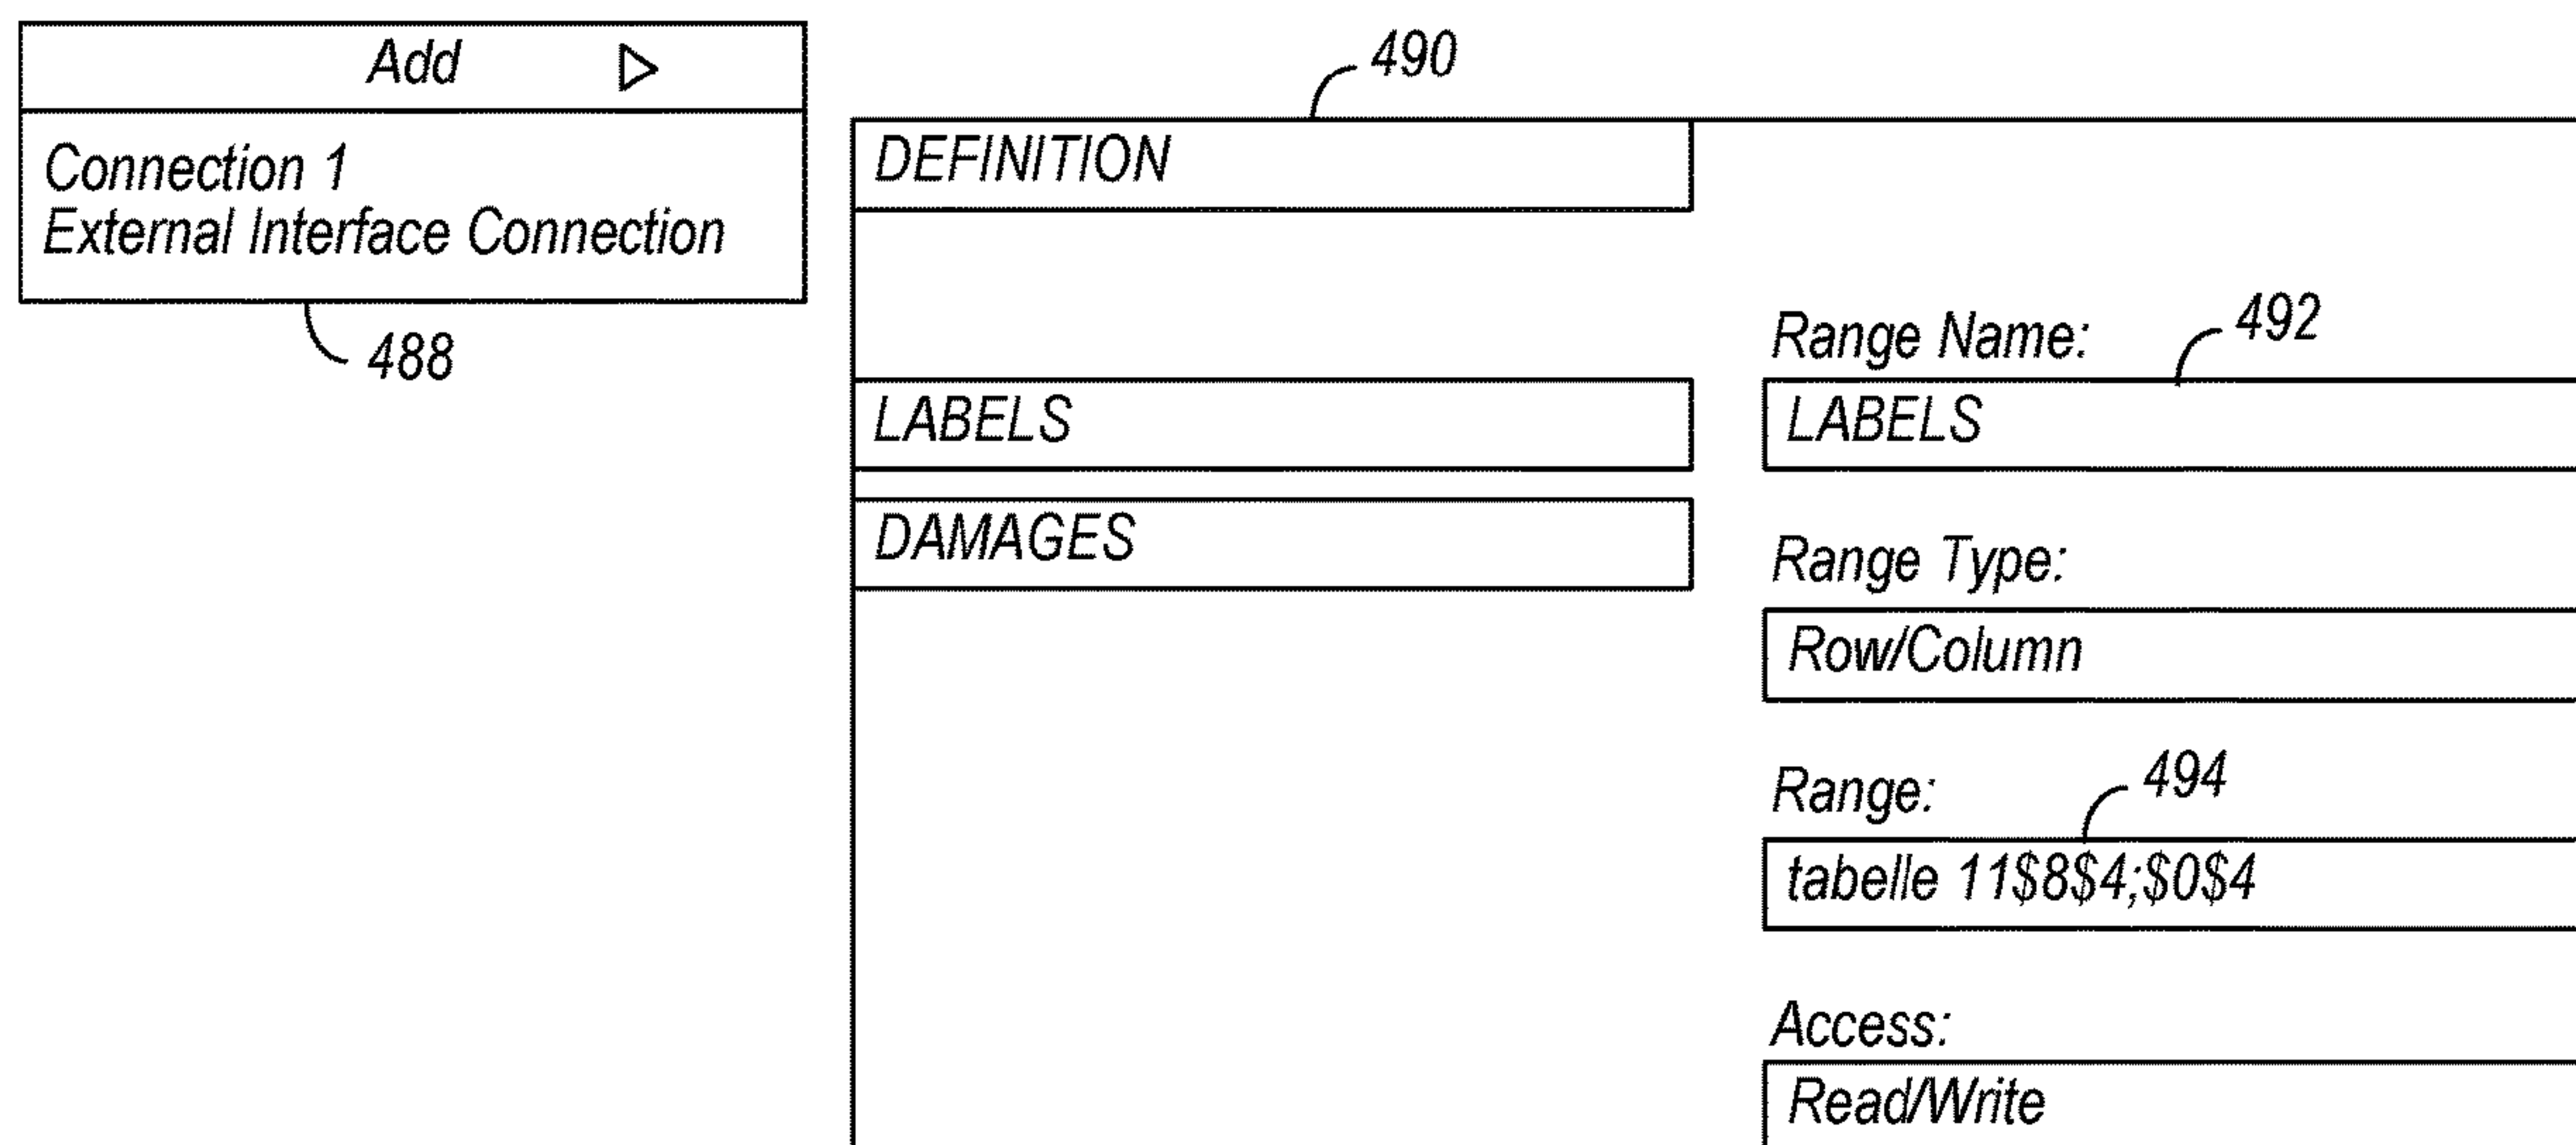 Add
Connection 1
External Interface Connection
488
490
DEFINITION
LABELS
DAMAGES
Range Name:
492
LABELS
Range Type:
Row/Column
Range:
494
tabelle 11$8$4;$0$4
Access:
Read/Write